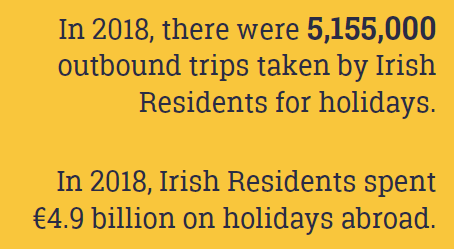 In 2018, there were 5,155,000
outbound trips taken by Irish
Residents for holidays.
In 2018, Irish Residents spent
€4.9 billion on holidays abroad.